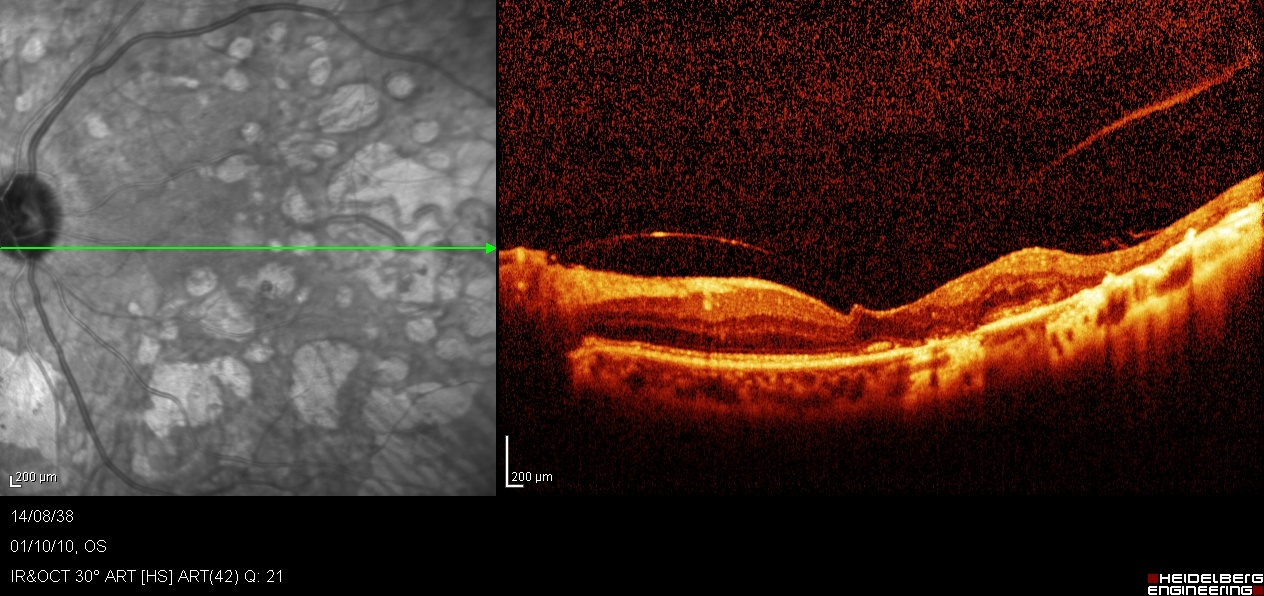 200 µm
200 µm
14/08/38
01/10/10, OS
IR&OCT 30° ART [HS] ART(42) Q: 21
HEIDELBERG
ENGINEERING